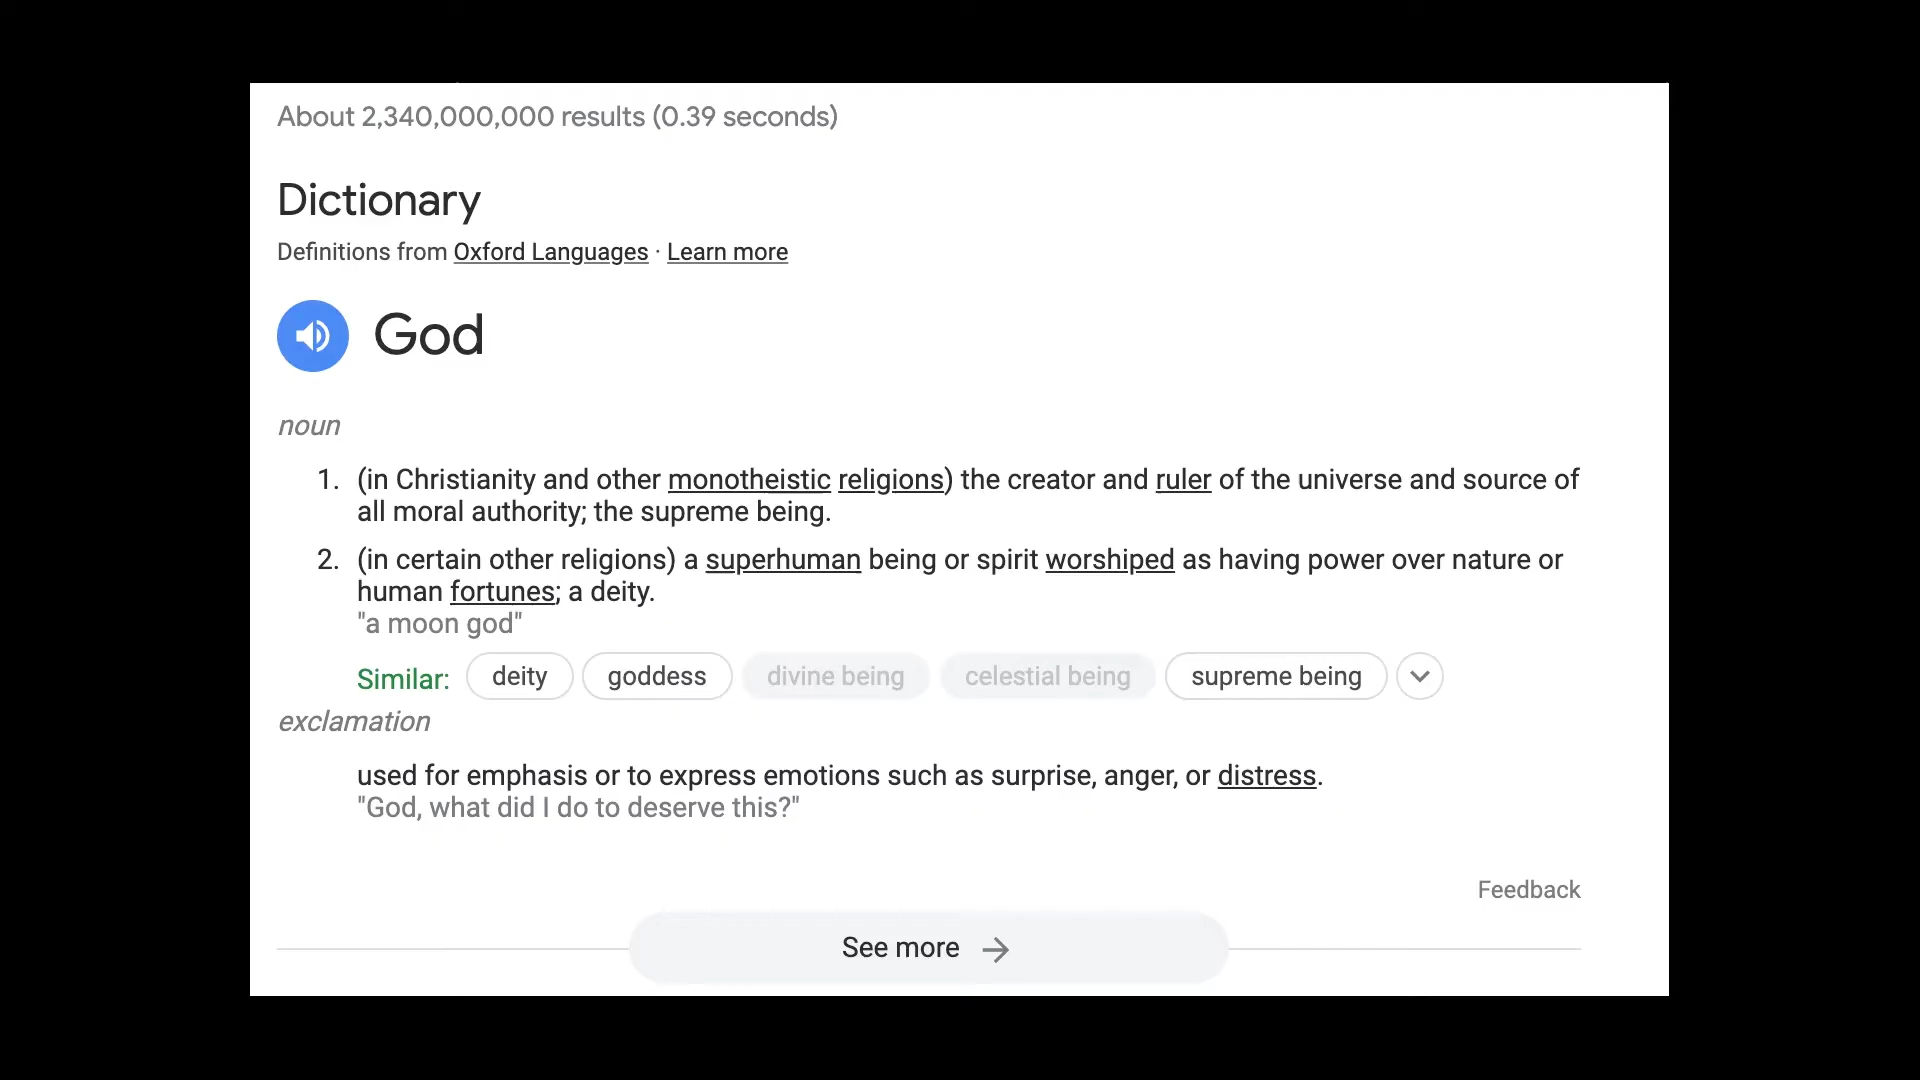 About 2,340,000,000 results (0.39 seconds)
Dictionary
Definitions from Oxford Languages · Learn more
God
noun
1. (in Christianity and other monotheistic religions) the creator and ruler of the universe and source of
all moral authority; the supreme being.
2. (in certain other religions) a superhuman being or spirit worshiped as having power over nature or
human fortunes; a deity.
"a moon god"
Similar: deity goddess divine being celestial being supreme being
exclamation
used for emphasis or to express emotions such as surprise, anger, or distress.
"God, what did I do to deserve this?"
Feedback
See more →